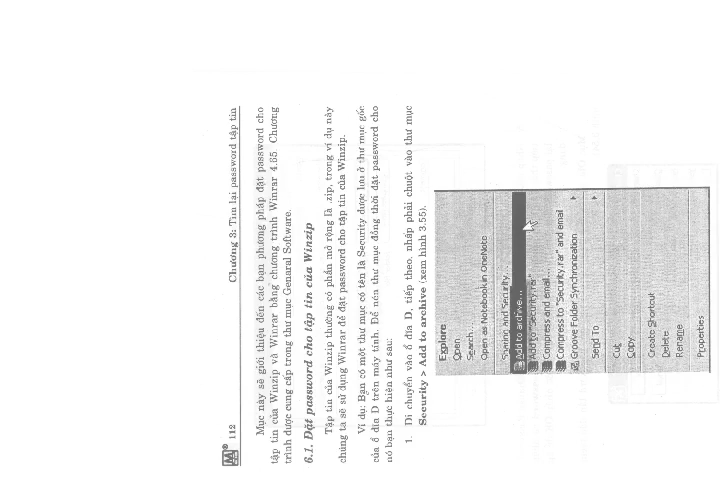 112 Chương 3: Tìm lại password tập tin
Mục này sẽ giới thiệu đến các bạn phương pháp đặt password cho
tập tin của Winzip và Winrar bằng chương trình Winrar 4.65 Chương
trình được cung cấp trong thư mục Genaral Software.
6.1. Đặt password cho tập tin của Winzip
Tập tin của Winzip thường có phần mở rộng là .zip, trong ví dụ này
chúng ta sẽ sử dụng Winrar để đặt password cho tập tin của Winzip.
Ví dụ: Bạn có một thư mục có tên là Security được lưu ở thư mục gốc
của ổ đĩa D trên máy tính. Để nén thư mục đồng thời đặt password cho
nó bạn thực hiện như sau:
1. Di chuyển vào ổ đĩa D, tiếp theo, nhấp phải chuột vào thư mục
Security > Add to archive (xem hình 3.55).
Explore
Open
Search...
Open as Notebook in OneNote
Sharing and Security...
Add to archive...
Add to "Security.rar"
Compress and email...
Compress to "Security.rar" and email
Groove Folder Synchronization
Send To
Cut
Copy
Create Shortcut
Delete
Rename
Properties